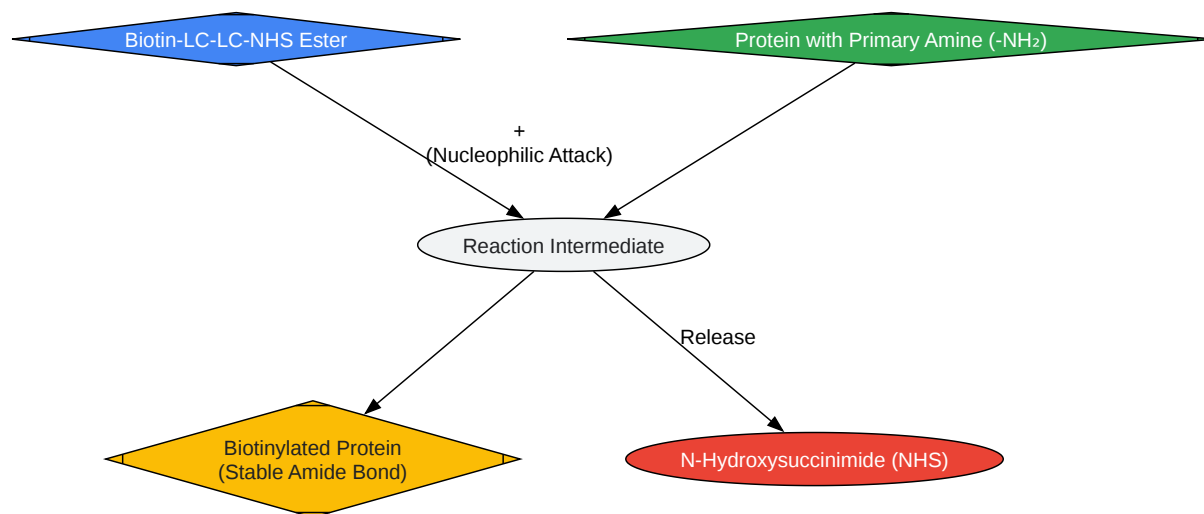 Biotin-LC-LC-NHS Ester
Protein with Primary Amine (-NH₂)
+
(Nucleophilic Attack)
Reaction Intermediate
Release
Biotinylated Protein
(Stable Amide Bond)
N-Hydroxysuccinimide (NHS)